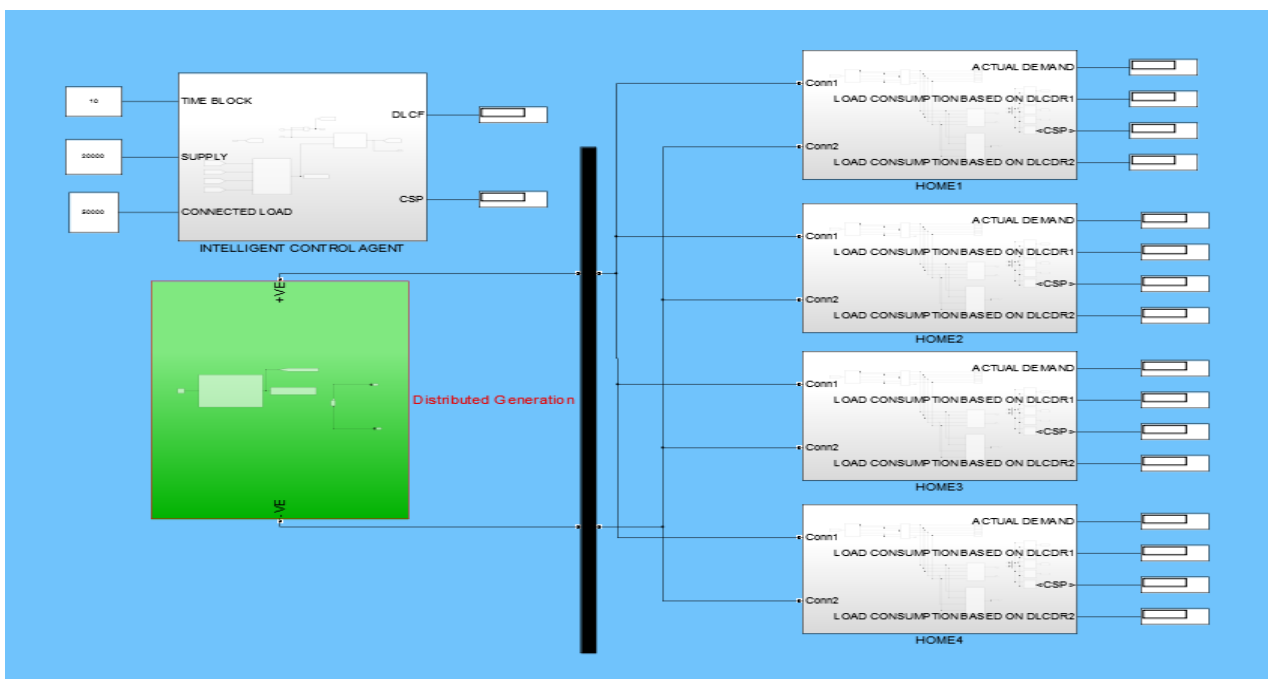 10
TIME BLOCK
DLCF
SUPPLY
CSP
CONNECTED LOAD
INTELLIGENT CONTROL AGENT
+VE
Distributed Generation
-VE
Conn1
Conn2
ACTUAL DEMAND
LOAD CONSUMPTION BASED ON DLCDR1
<CSP>
LOAD CONSUMPTION BASED ON DLCDR2
HOME1
Conn1
Conn2
ACTUAL DEMAND
LOAD CONSUMPTION BASED ON DLCDR1
<CSP>
LOAD CONSUMPTION BASED ON DLCDR2
HOME2
Conn1
Conn2
ACTUAL DEMAND
LOAD CONSUMPTION BASED ON DLCDR1
<CSP>
LOAD CONSUMPTION BASED ON DLCDR2
HOME3
Conn1
Conn2
ACTUAL DEMAND
LOAD CONSUMPTION BASED ON DLCDR1
<CSP>
LOAD CONSUMPTION BASED ON DLCDR2
HOME4